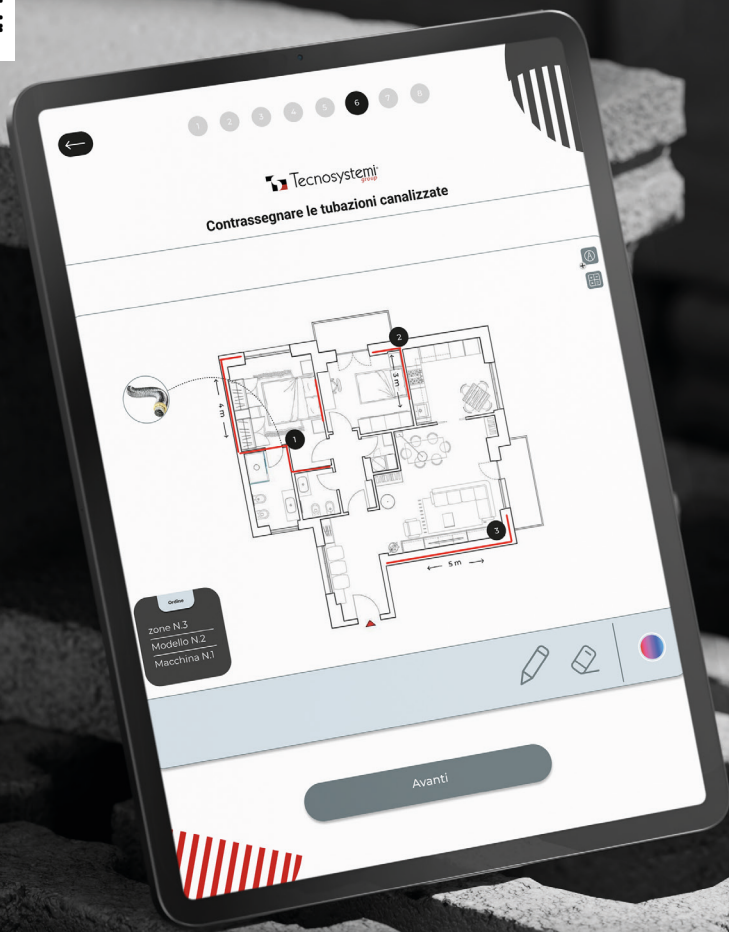 1 2 3 4 5 6 7 8
Tecnosystemi
group
Contrassegnare le tubazioni canalizzate
A
2
3 m
4 m
1
3
5 m
Ordine
zone N.3
Modello N.2
Macchina N.1
Avanti